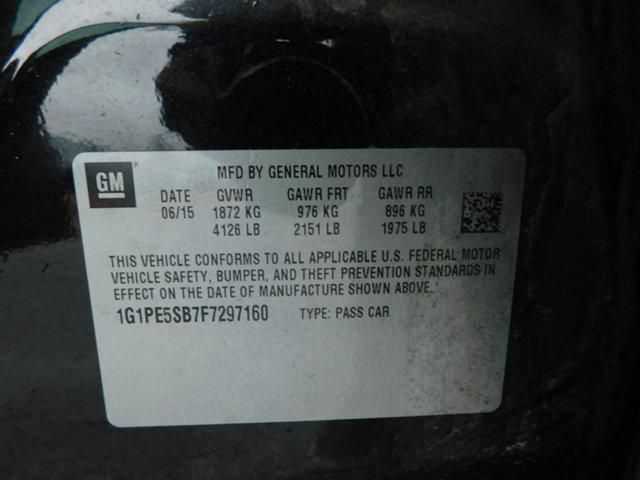 GM
MFD BY GENERAL MOTORS LLC
DATE GVWR GAWR FRT GAWR RR
06/15 1872 KG 976 KG 896 KG
4126 LB 2151 LB 1975 LB
THIS VEHICLE CONFORMS TO ALL APPLICABLE U.S. FEDERAL MOTOR
VEHICLE SAFETY, BUMPER, AND THEFT PREVENTION STANDARDS IN
EFFECT ON THE DATE OF MANUFACTURE SHOWN ABOVE.
1G1PE5SB7F7297160 TYPE: PASS CAR